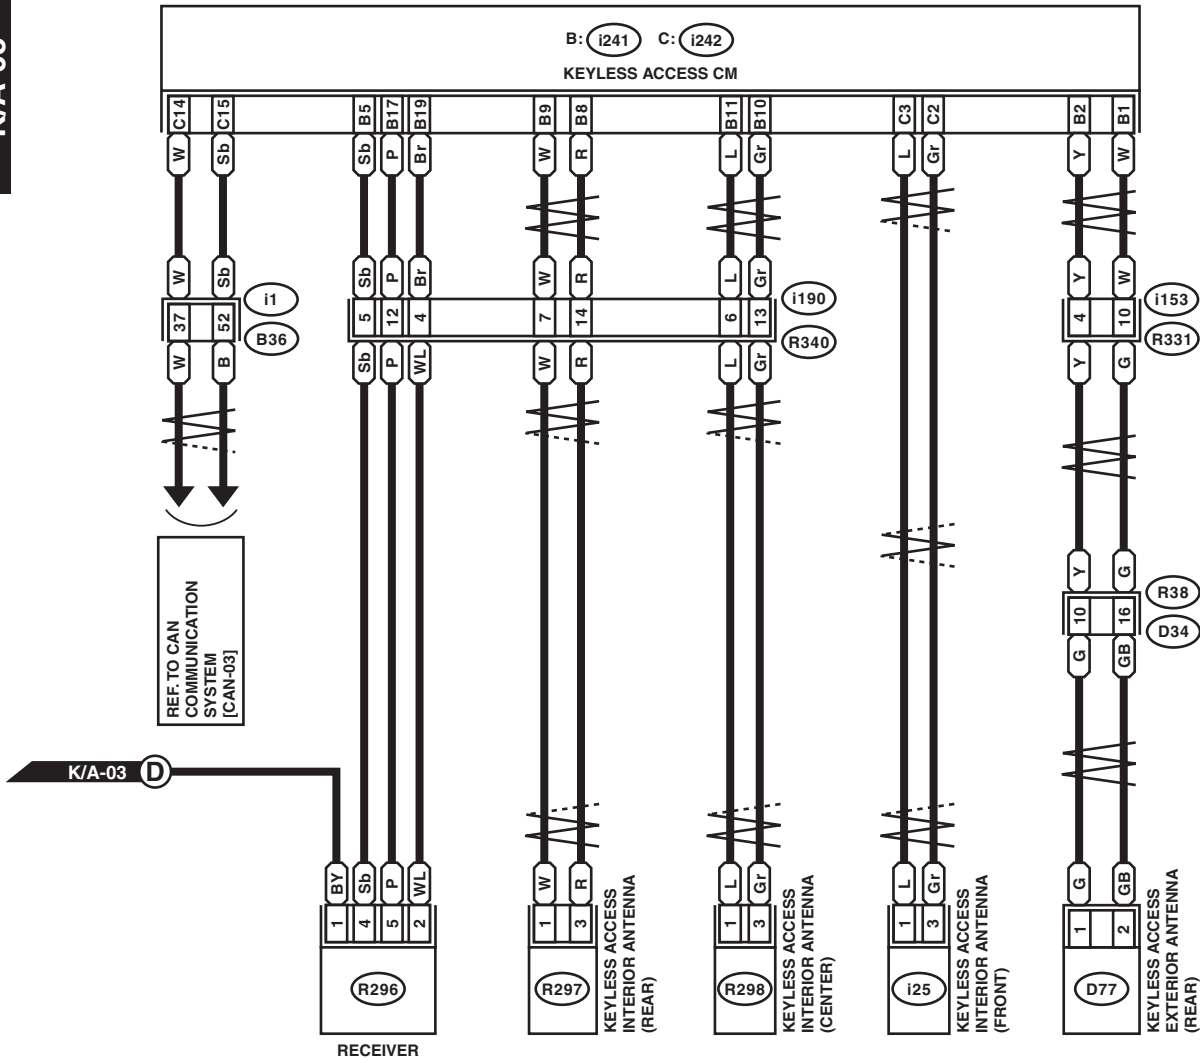 B: i241 C: i242
KEYLESS ACCESS CM
C14 C15 B5 B17 B19 B9 B8 B11 B10 C3 C2 B2 B1
W Sb Sb P Br W R L Gr L Gr Y W
W Sb Sb P Br W R L Gr Y W
37 52 5 12 4 7 14 6 13 4 10
i1 i190 i153
B36 R340 R331
W B Sb P WL W R L Gr Y G
Y G
10 16
R38
D34
G GB
REF. TO CAN
COMMUNICATION
SYSTEM
[CAN-03]
K/A-03 D
BY Sb P WL W R L Gr L Gr G GB
1 4 5 2 1 3 1 3 1 3 1 2
R296
RECEIVER
R297
KEYLESS ACCESS
INTERIOR ANTENNA
(REAR)
R298
KEYLESS ACCESS
INTERIOR ANTENNA
(CENTER)
i25
KEYLESS ACCESS
INTERIOR ANTENNA
(FRONT)
D77
KEYLESS ACCESS
EXTERIOR ANTENNA
(REAR)